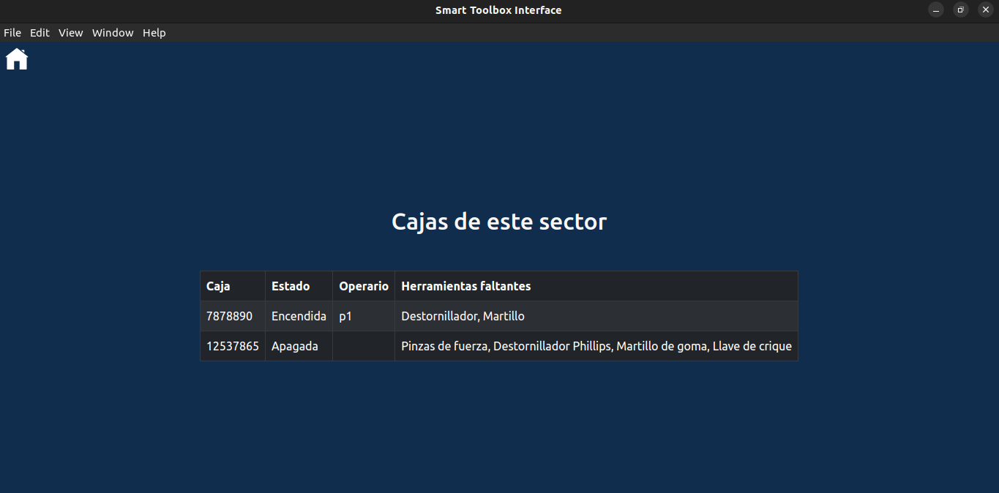 Smart Toolbox Interface
File Edit View Window Help
Cajas de este sector
Caja Estado Operario Herramientas faltantes
7878890 Encendida p1 Destornillador, Martillo
12537865 Apagada Pinzas de fuerza, Destornillador Phillips, Martillo de goma, Llave de crique